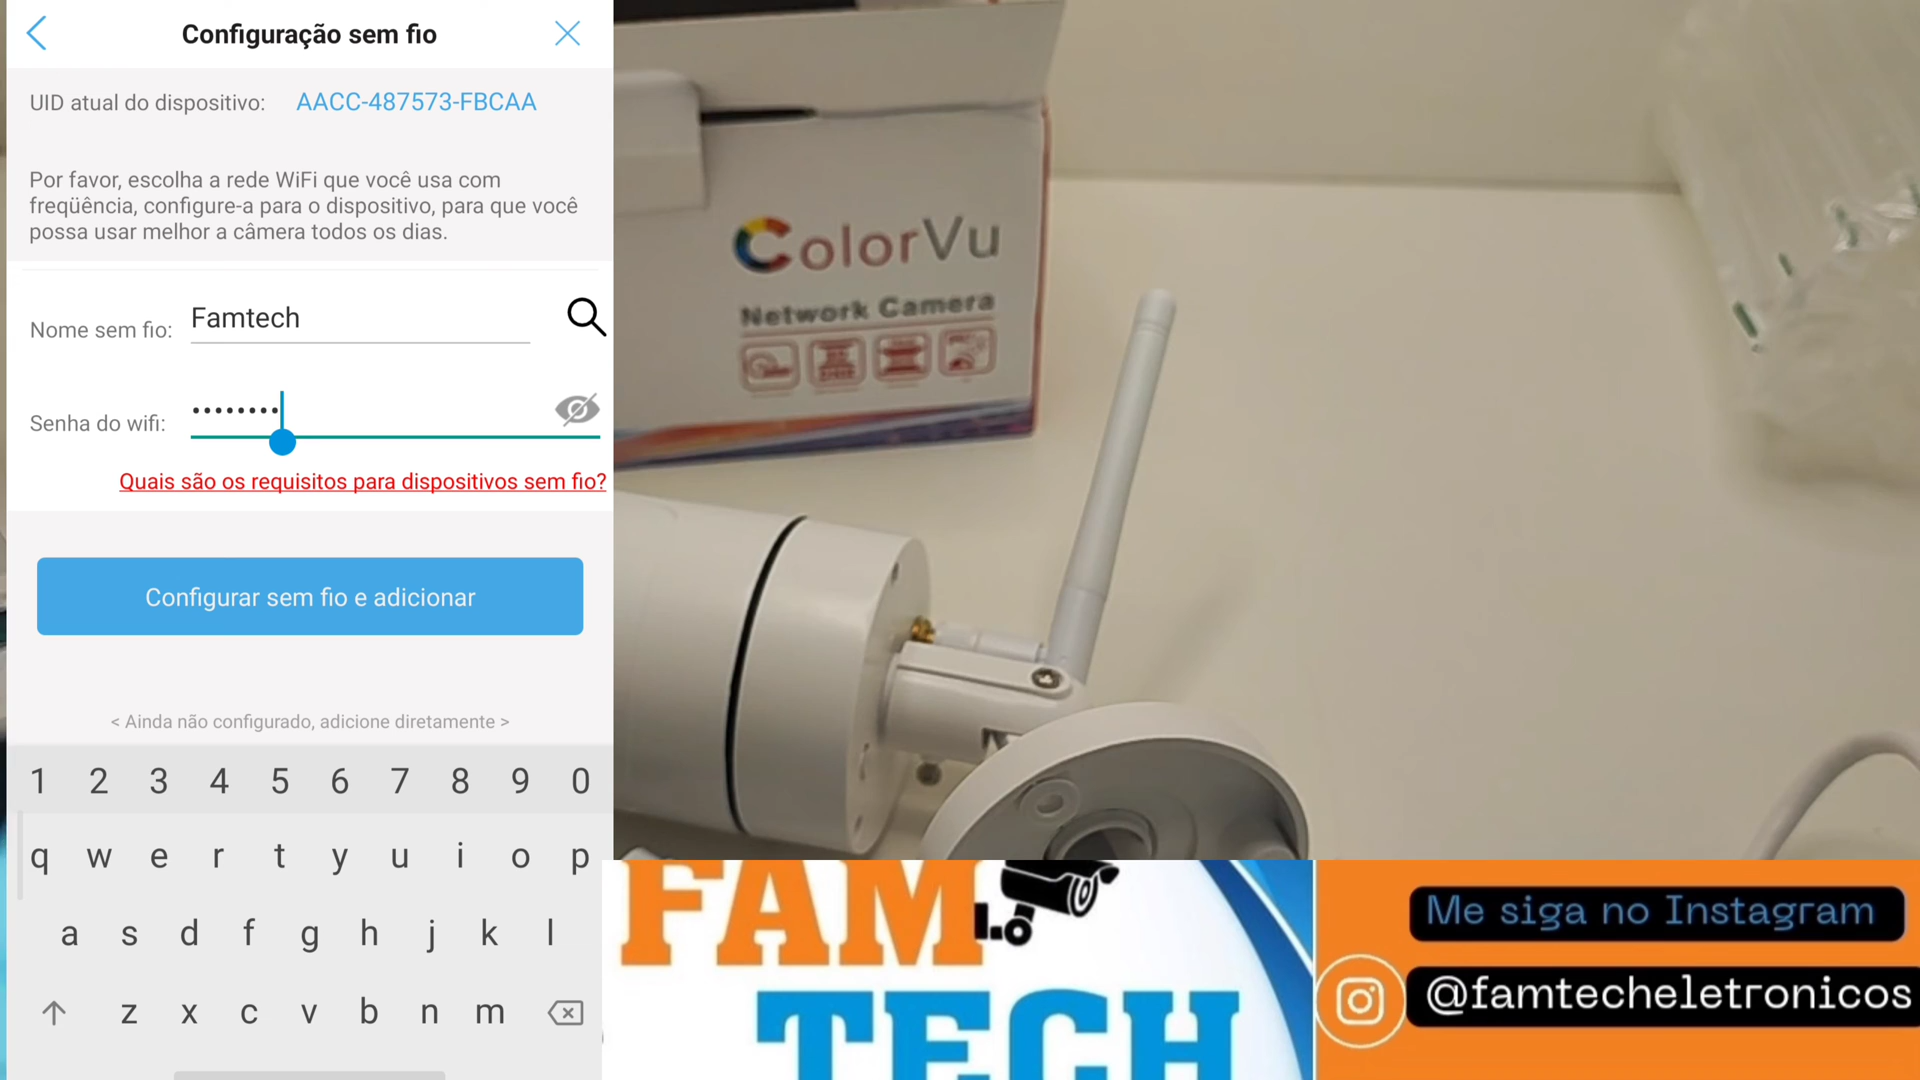 Configuração sem fio
UID atual do dispositivo: AACC-487573-FBCAA
Por favor, escolha a rede WiFi que você usa com
freqüência, configure-a para o dispositivo, para que você
possa usar melhor a câmera todos os dias.
Nome sem fio: Famtech
Senha do wifi: ••••••••
Quais são os requisitos para dispositivos sem fio?
Configurar sem fio e adicionar
< Ainda não configurado, adicione diretamente >
1 2 3 4 5 6 7 8 9 0
q w e r t y u i o p
a s d f g h j k l
z x c v b n m
ColorVu
Network Camera
FAM
TECH
Me siga no Instagram
@famtecheletronicos